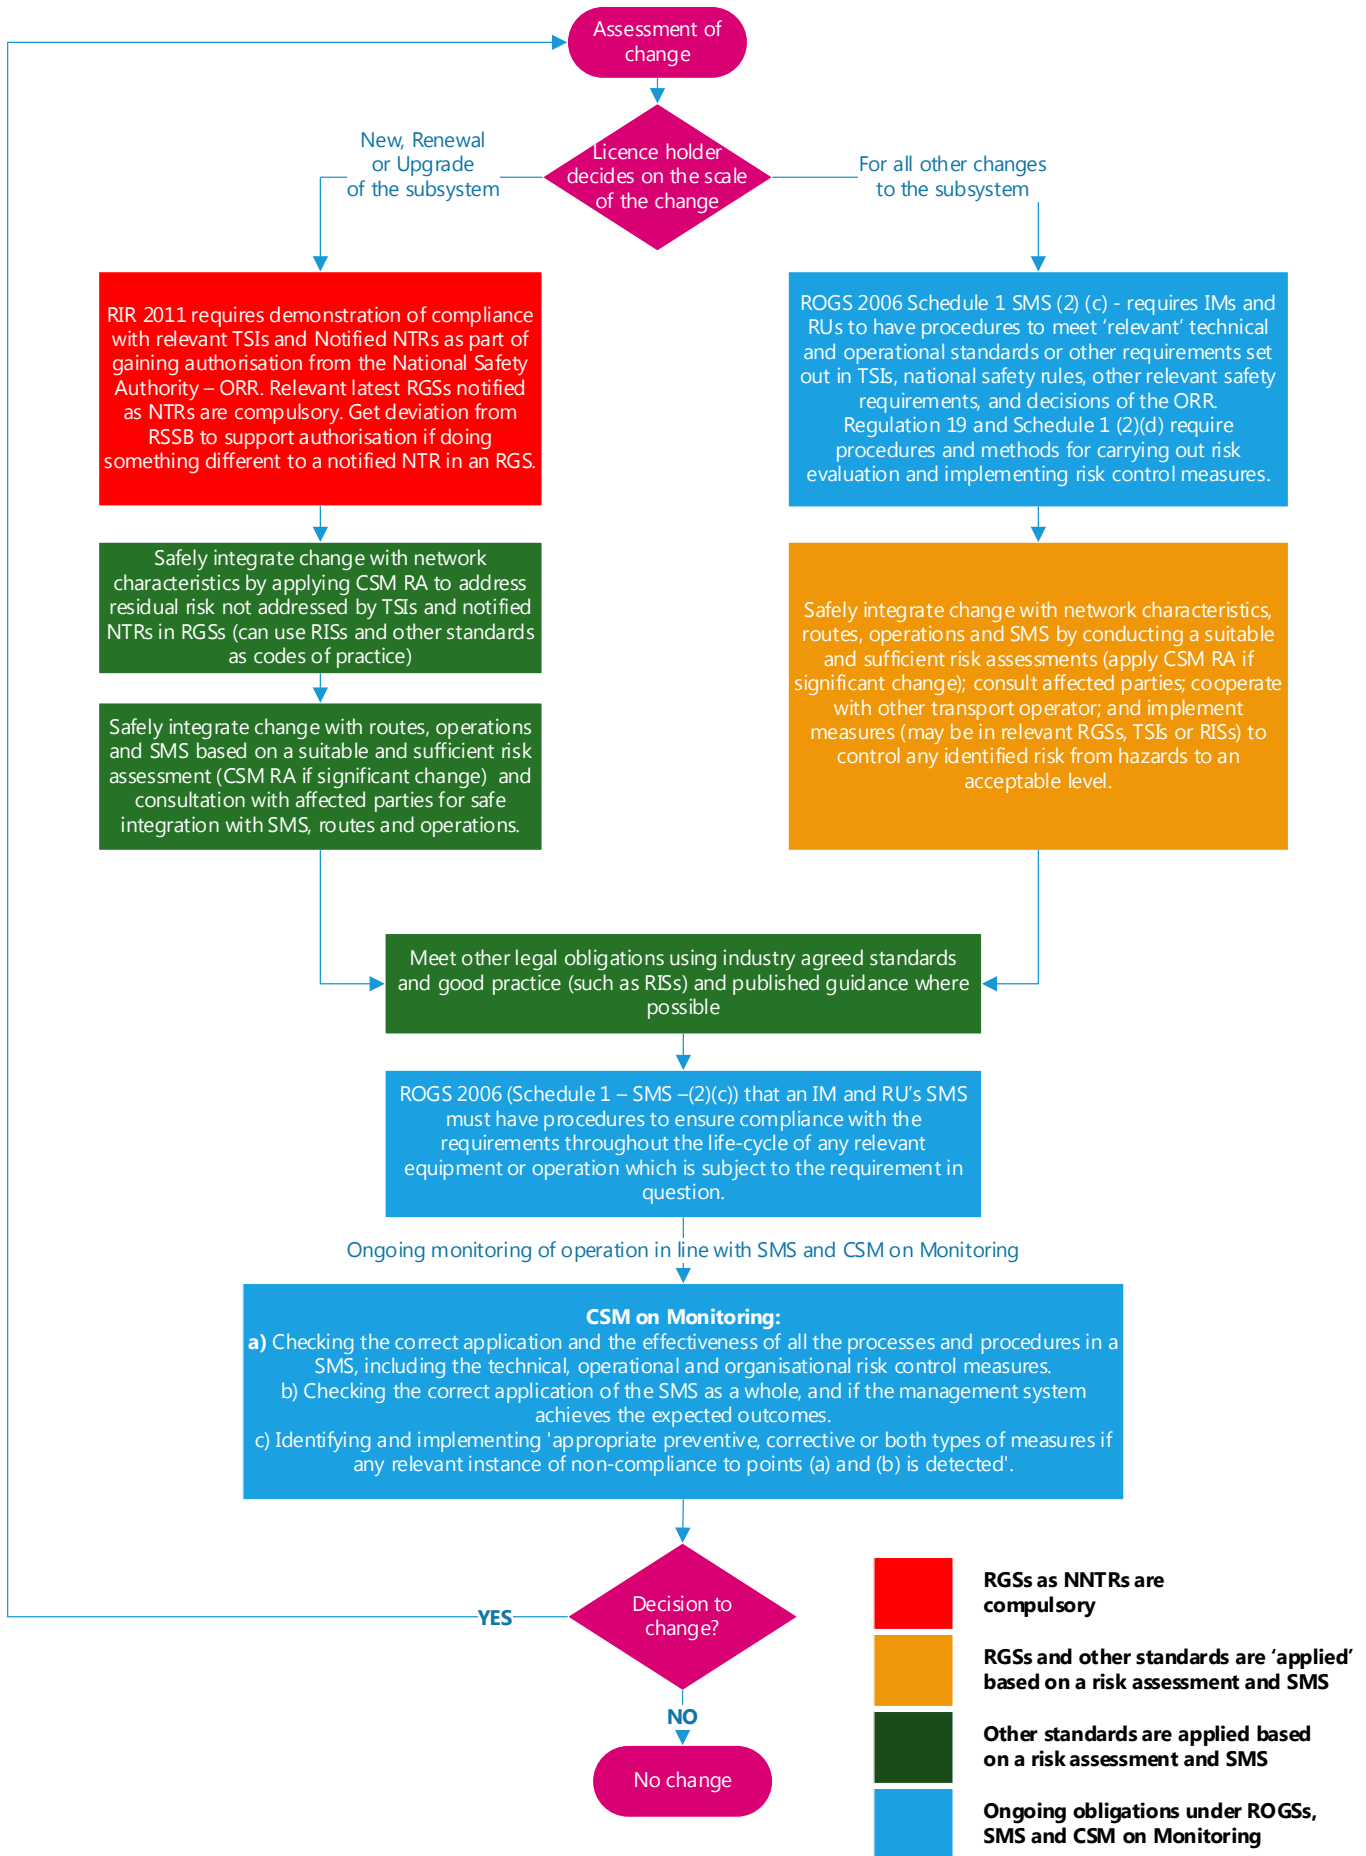 Assessment of
change
Licence holder
decides on the scale
of the change
New, Renewal
or Upgrade
of the subsystem
For all other changes
to the subsystem
RIR 2011 requires demonstration of compliance
with relevant TSIs and Notified NTRs as part of
gaining authorisation from the National Safety
Authority – ORR. Relevant latest RGSs notified
as NTRs are compulsory. Get deviation from
RSSB to support authorisation if doing
something different to a notified NTR in an RGS.
ROGS 2006 Schedule 1 SMS (2) (c) - requires IMs and
RUs to have procedures to meet ‘relevant’ technical
and operational standards or other requirements set
out in TSIs, national safety rules, other relevant safety
requirements, and decisions of the ORR.
Regulation 19 and Schedule 1 (2)(d) require
procedures and methods for carrying out risk
evaluation and implementing risk control measures.
Safely integrate change with network
characteristics by applying CSM RA to address
residual risk not addressed by TSIs and notified
NTRs in RGSs (can use RISs and other standards
as codes of practice)
Safely integrate change with routes, operations
and SMS based on a suitable and sufficient risk
assessment (CSM RA if significant change)  and
consultation with affected parties for safe
integration with SMS, routes and operations.
Safely integrate change with network characteristics,
routes, operations and SMS by conducting a suitable
and sufficient risk assessments (apply CSM RA if
significant change); consult affected parties; cooperate
with other transport operator; and implement
measures (may be in relevant RGSs, TSIs or RISs) to
control any identified risk from hazards to an
acceptable level.
Meet other legal obligations using industry agreed standards
and good practice (such as RISs) and published guidance where
possible
ROGS 2006 (Schedule 1 – SMS –(2)(c)) that an IM and RU’s SMS
must have procedures to ensure compliance with the
requirements throughout the life-cycle of any relevant
equipment or operation which is subject to the requirement in
question.
Ongoing monitoring of operation in line with SMS and CSM on Monitoring
CSM on Monitoring:
a) Checking the correct application and the effectiveness of all the processes and procedures in a
SMS, including the technical, operational and organisational risk control measures.
b) Checking the correct application of the SMS as a whole, and if the management system
achieves the expected outcomes.
c) Identifying and implementing 'appropriate preventive, corrective or both types of measures if
any relevant instance of non-compliance to points (a) and (b) is detected'.
Decision to
change?
YES
NO
No change
RGSs as NNTRs are
compulsory
RGSs and other standards are ‘applied’
based on a risk assessment and SMS
Other standards are applied based
on a risk assessment and SMS
Ongoing obligations under ROGSs,
SMS and CSM on Monitoring